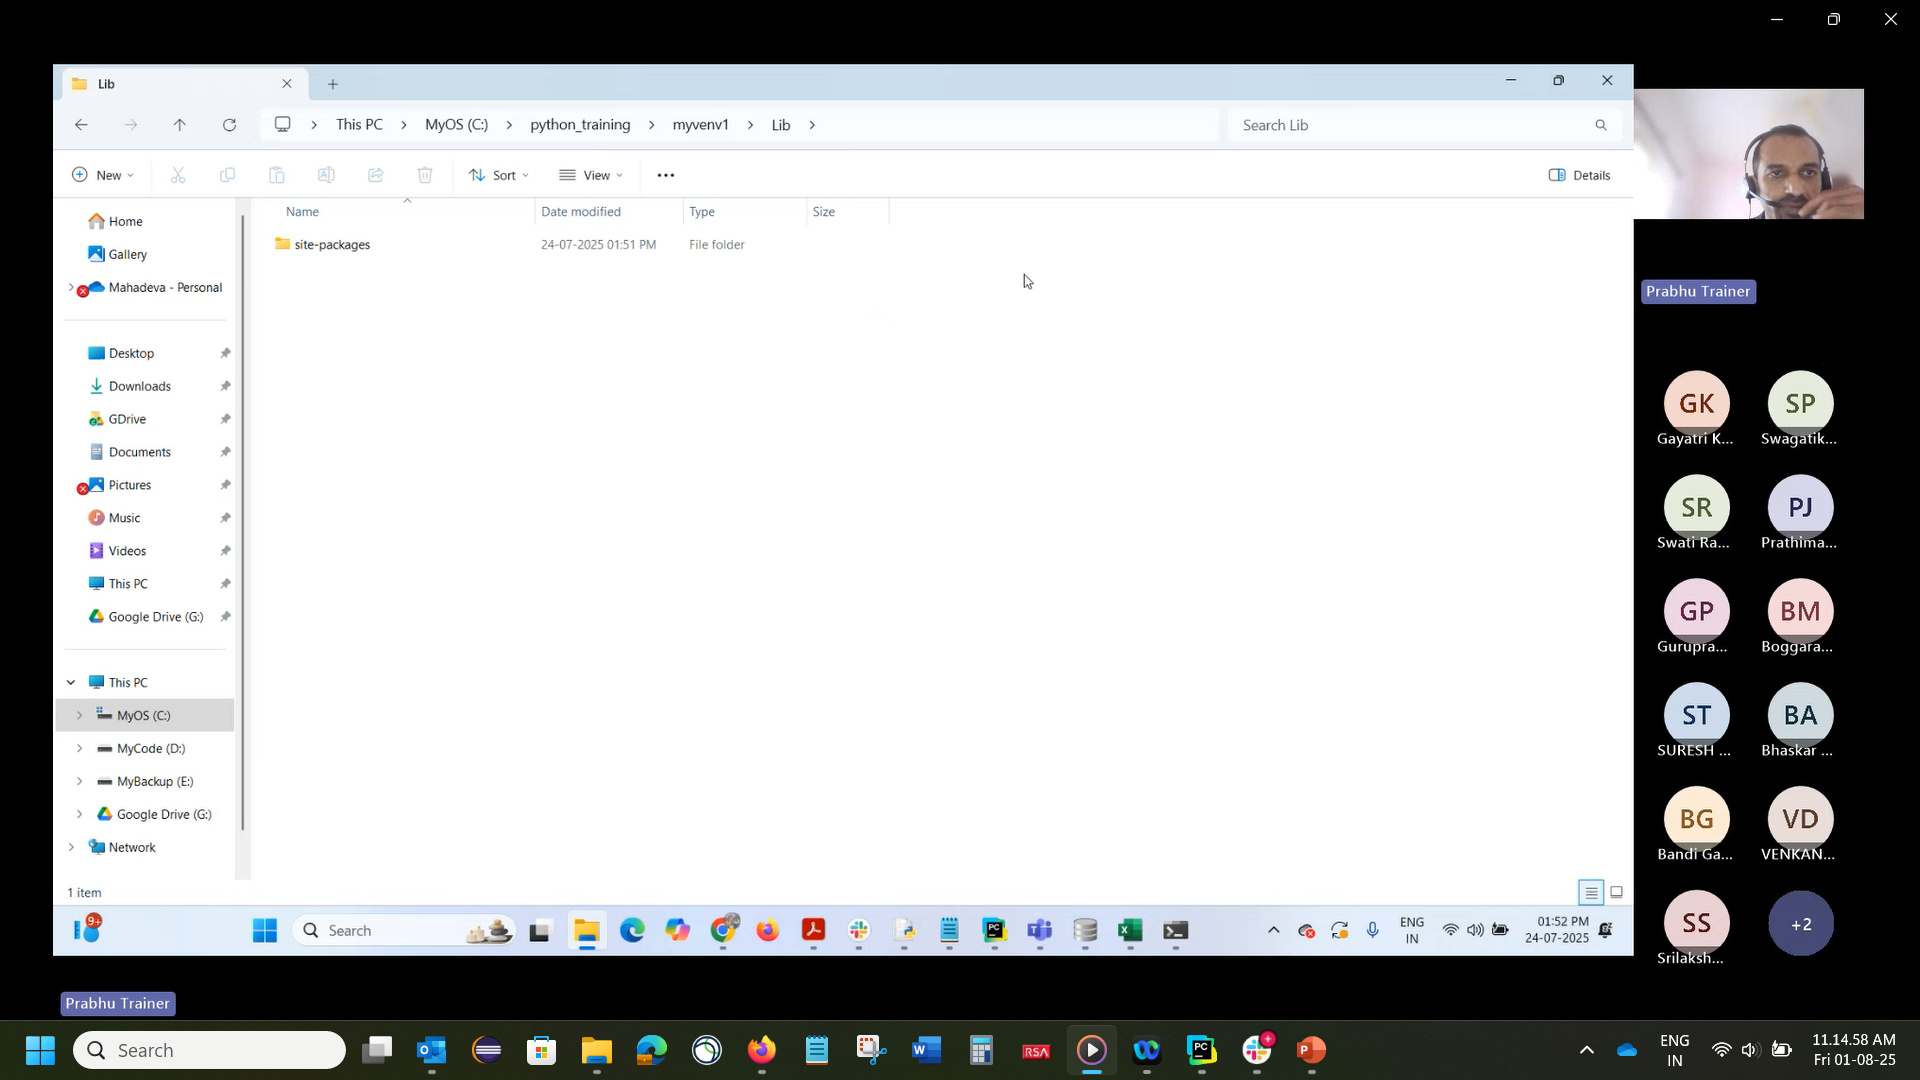 Lib
This PC
MyOS (C:)
python_training
myvenv1
Lib
Search Lib
New
Sort
View
Details
Name
Date modified
Type
Size
site-packages
24-07-2025 01:51 PM
File folder
Home
Gallery
Mahadeva - Personal
Desktop
Downloads
GDrive
Documents
Pictures
Music
Videos
This PC
Google Drive (G:)
This PC
MyOS (C:)
MyCode (D:)
MyBackup (E:)
Google Drive (G:)
Network
1 item
9+
Search
PC
ENG
IN
01:52 PM
24-07-2025
Prabhu Trainer
GK
Gayatri K...
SP
Swagatik...
SR
Swati Ra...
PJ
Prathima...
GP
Gurupra...
BM
Boggara...
ST
SURESH ...
BA
Bhaskar ...
BG
Bandi Ga...
VD
VENKAN...
SS
Srilaksh...
+2
Prabhu Trainer
Search
RSA
PC
ENG
IN
11.14.58 AM
Fri 01-08-25